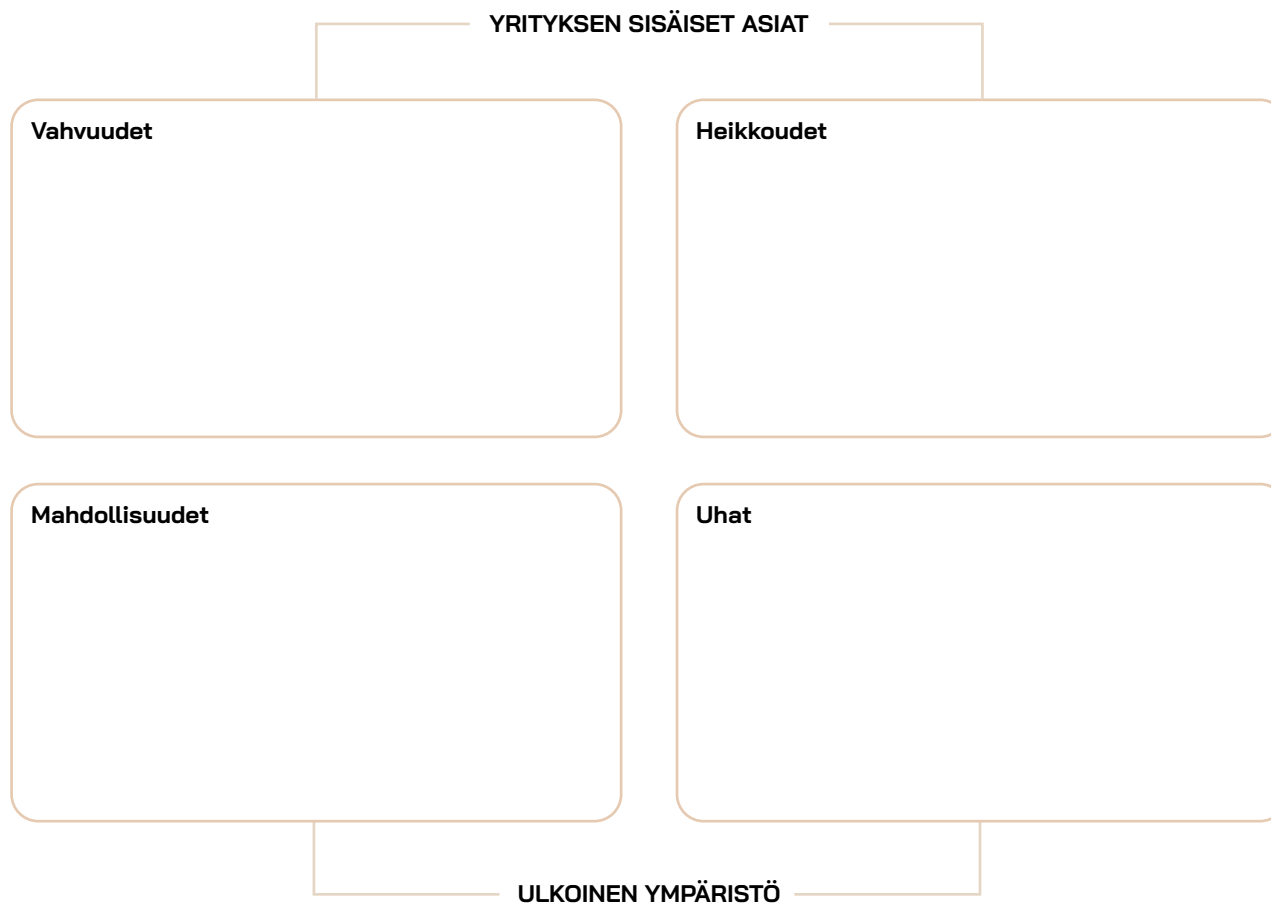 YRITYKSEN SISÄISET ASIAT
Vahvuudet
Heikkoudet
Mahdollisuudet
Uhat
ULKOINEN YMPÄRISTÖ